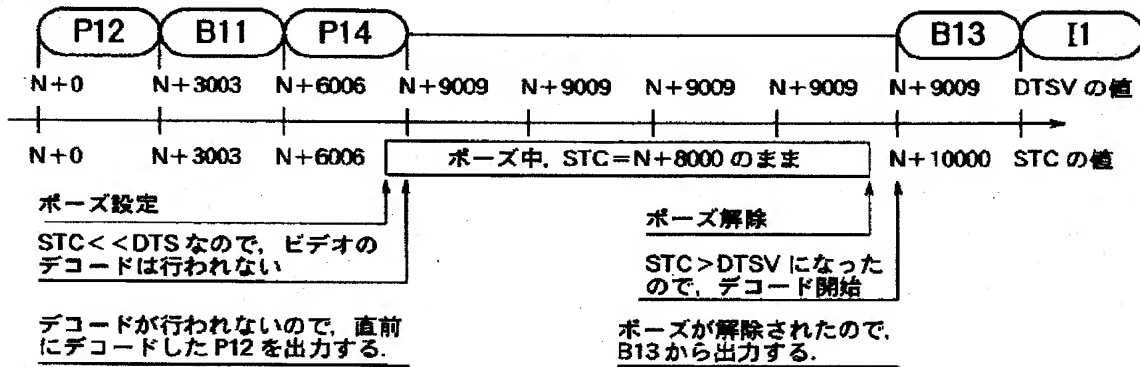 P12 B11 P14 B13 I1
N+0 N+3003 N+6006 N+9009 N+9009 N+9009 N+9009 N+9009 DTSV の値
N+0 N+3003 N+6006 ポーズ中, STC=N+8000 のまま N+10000 STC の値
ポーズ設定
STC<<DTS なので, ビデオの
デコードは行われない
デコードが行われないので, 直前
にデコードした P12 を出力する.
ポーズ解除
STC>DTSV になった
ので, デコード開始
ポーズが解除されたので,
B13 から出力する.